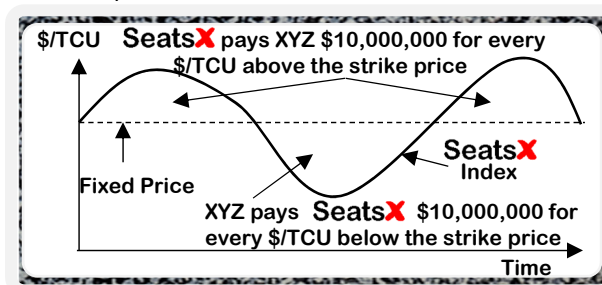 $/TCU SeatsX pays XYZ $10,000,000 for every
$/TCU above the strike price
SeatsX
Index
Fixed Price
XYZ pays SeatsX $10,000,000 for
every $/TCU below the strike price
Time